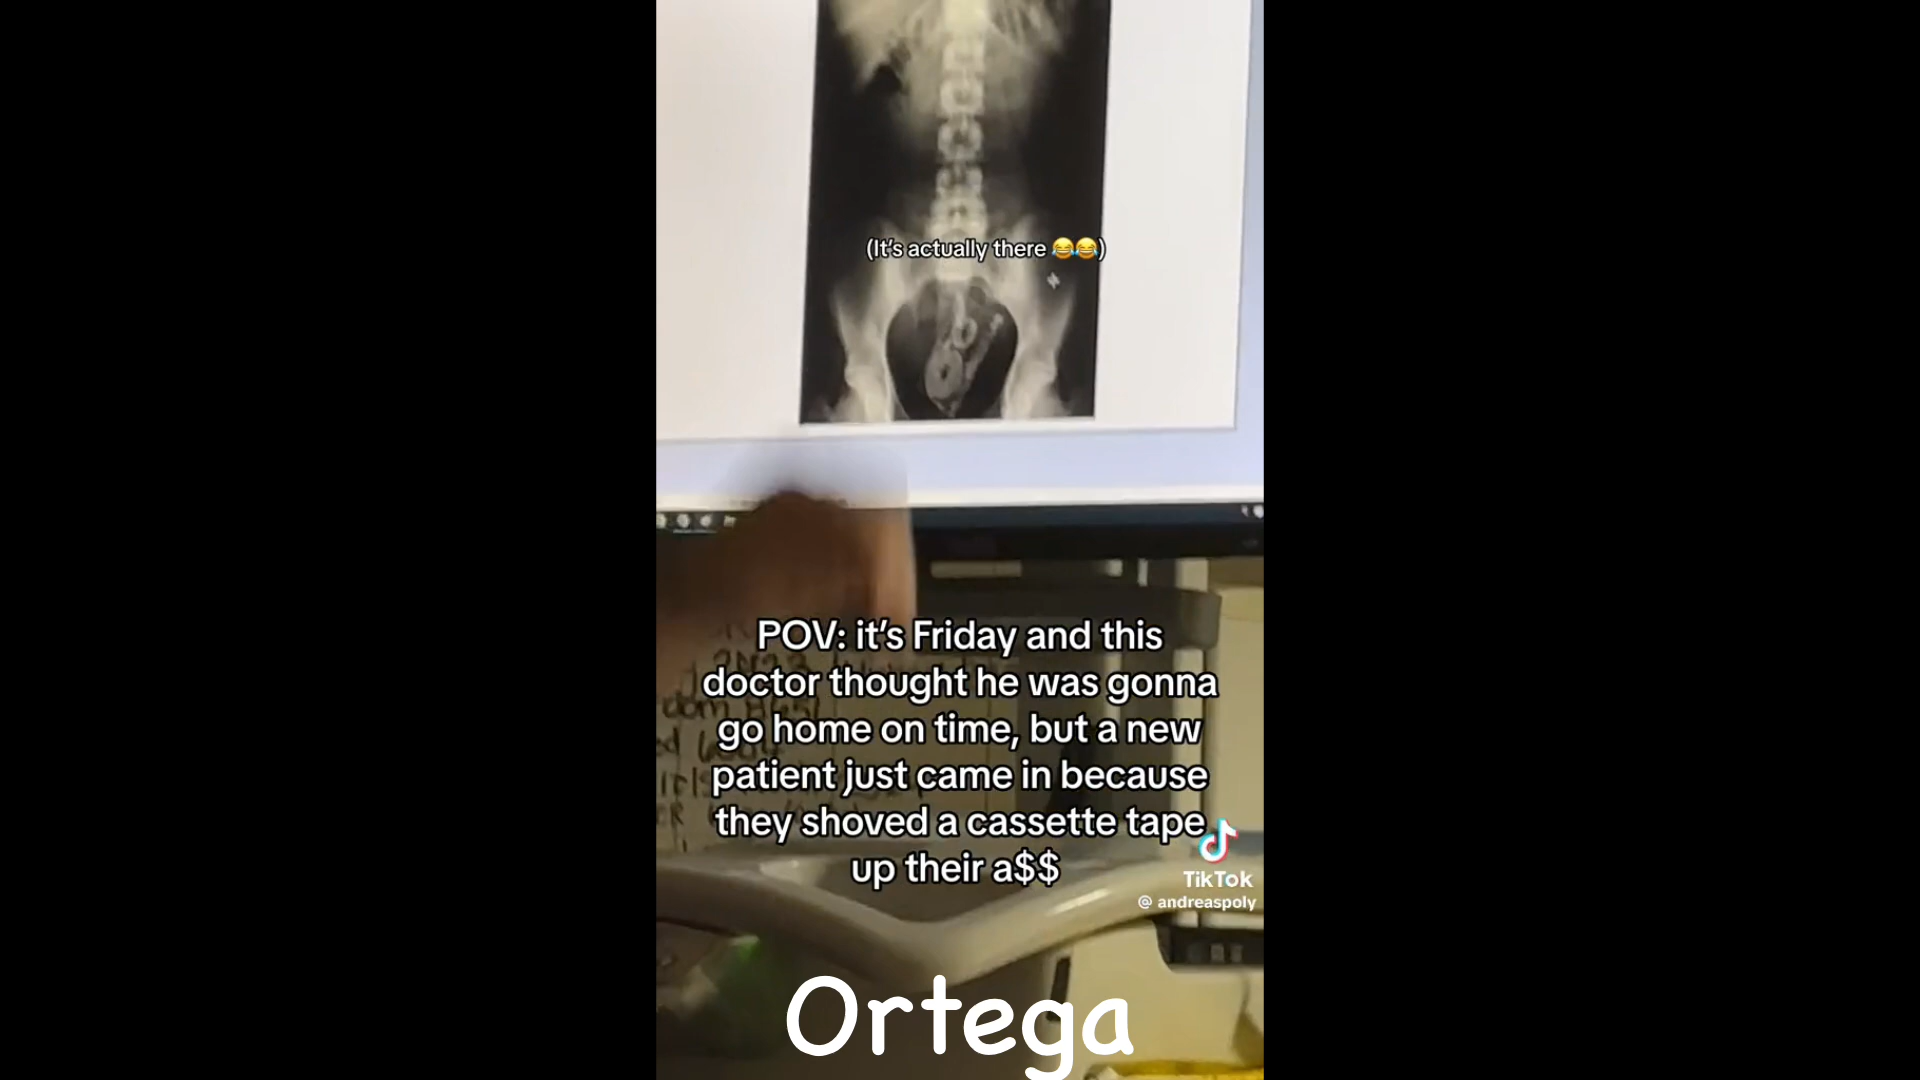 (It's actually there 😂😂)
POV: it's Friday and this
doctor thought he was gonna
go home on time, but a new
patient just came in because
they shoved a cassette tape
up their a$$
TikTok
@ andreaspoly
Ortega